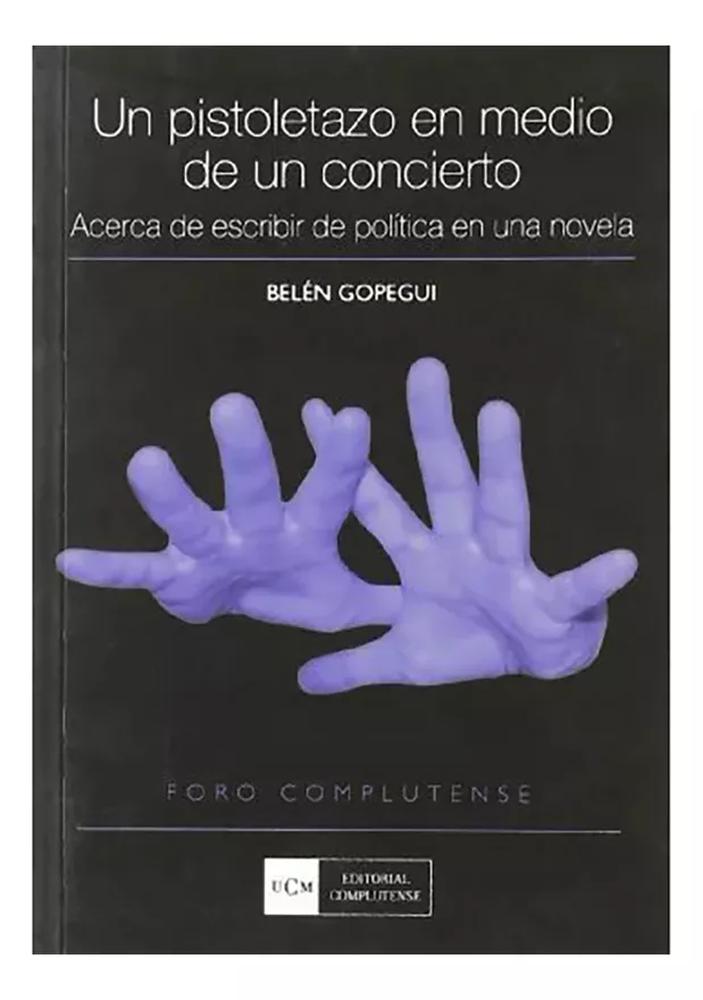 Un pistoletazo en medio
de un concierto
Acerca de escribir de política en una novela
BELÉN GOPEGUI
FORO COMPLUTENSE
UCM
EDITORIAL
COMPLUTENSE